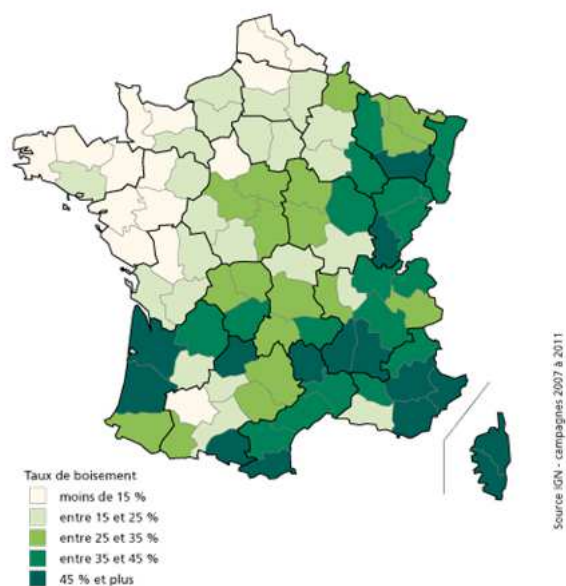 Source IGN - campagnes 2007 à 2011
Taux de boisement
moins de 15 %
entre 15 et 25 %
entre 25 et 35 %
entre 35 et 45 %
45 % et plus